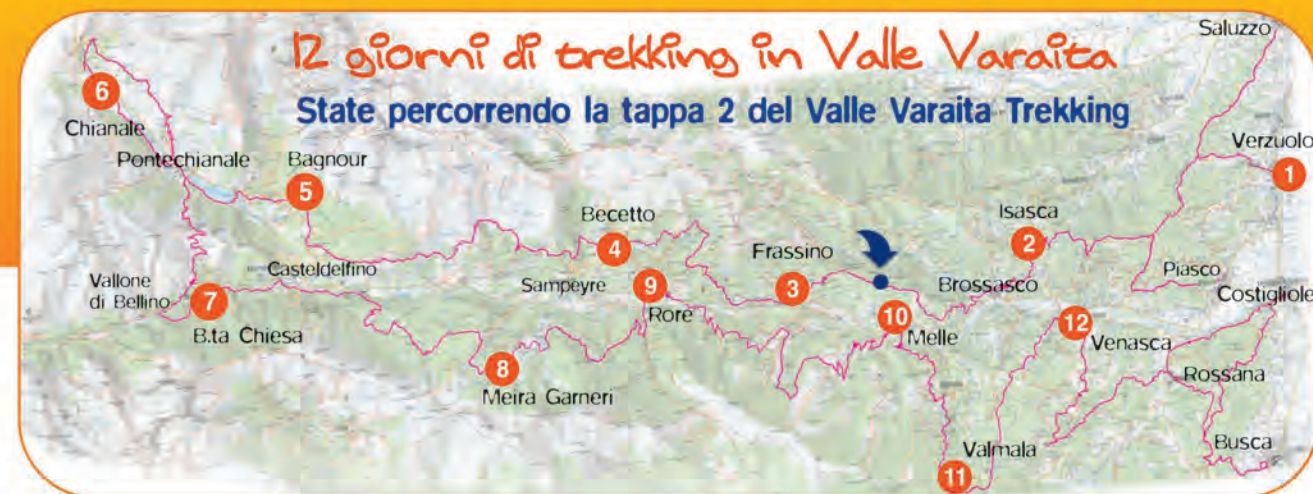 12 giorni di trekking in Valle Varaita
State percorrendo la tappa 2 del Valle Varaita Trekking
Saluzzo
Verzuolo
1
6
Chianale
Pontechianale
Bagnour
5
Becetto
4
Isasca
2
Frassino
3
Piasco
Costigliole
Vallone
di Bellino
7
B.ta Chiesa
Casteldelfino
Sampeyre
9
Rore
Brossasco
10
Melle
12
Venasca
8
Meira Garneri
Rossana
Valmala
11
Busca